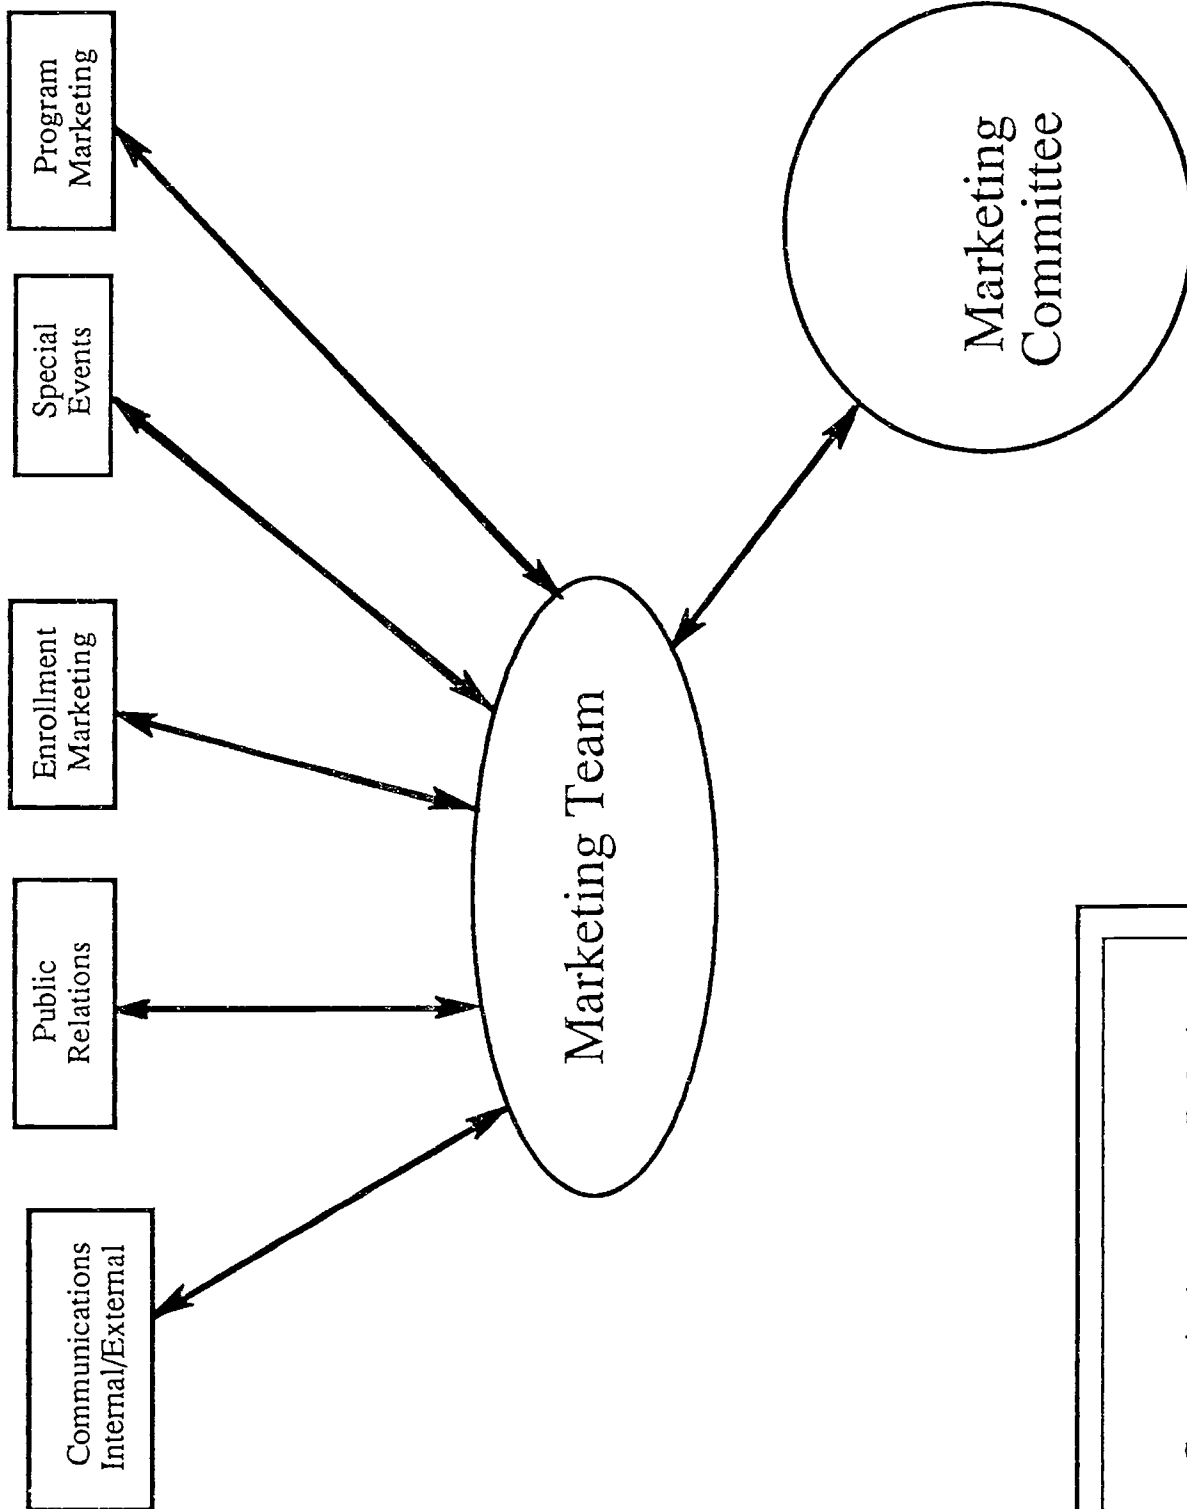 Communications
Internal/External
Public
Relations
Enrollment
Marketing
Special
Events
Program
Marketing
Marketing Team
Marketing
Committee